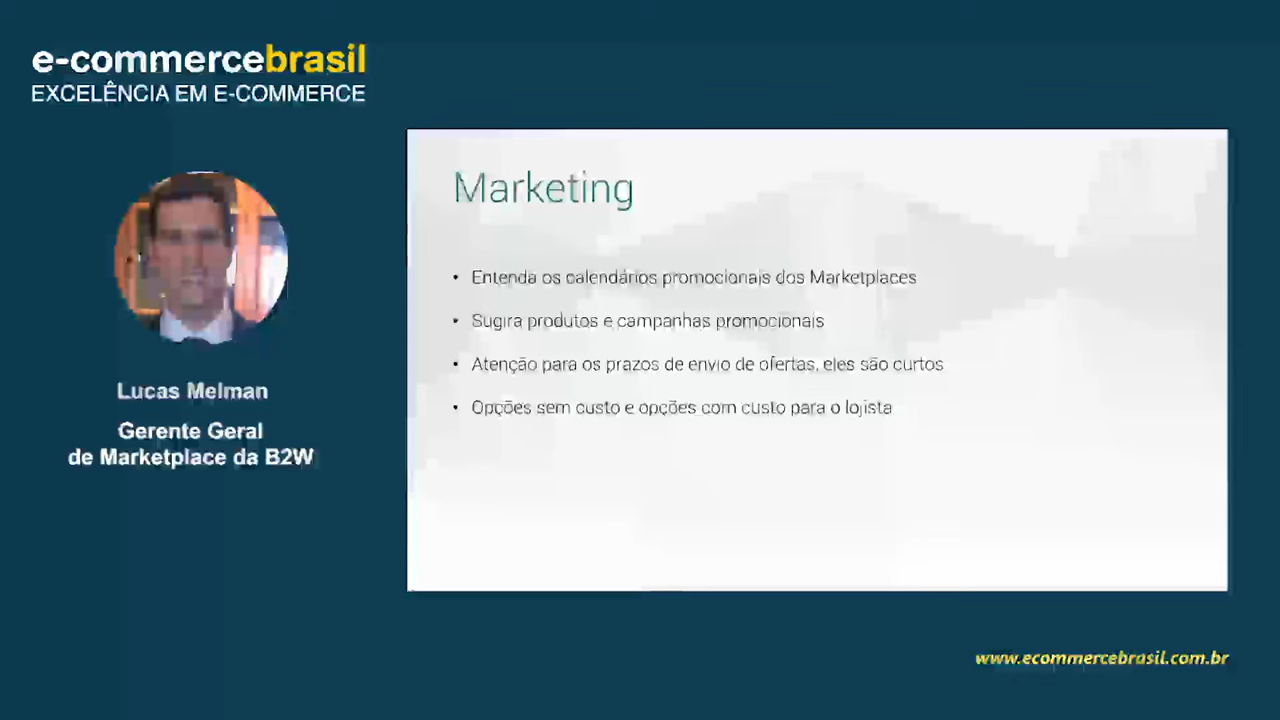 e-commercebrasil
EXCELÊNCIA EM E-COMMERCE
Lucas Melman
Gerente Geral
de Marketplace da B2W
Marketing
• Entenda os calendários promocionais dos Marketplaces
• Sugira produtos e campanhas promocionais
• Atenção para os prazos de envio de ofertas, eles são curtos
• Opções sem custo e opções com custo para o lojista
www.ecommercebrasil.com.br